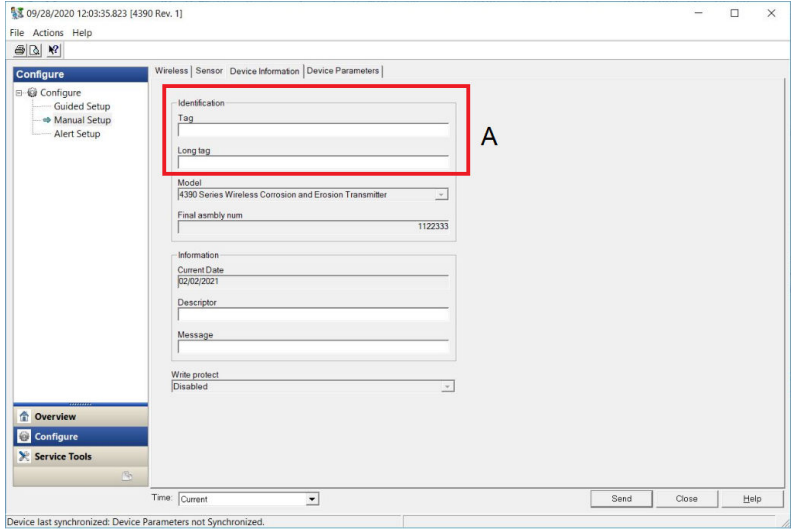 09/28/2020 12:03:35.823 [4390 Rev. 1]
File Actions Help
Configure
Configure
Guided Setup
Manual Setup
Alert Setup
Wireless Sensor Device Information Device Parameters
Identification
Tag
Long tag
A
Model
4390 Series Wireless Corrosion and Erosion Transmitter
Final asmbly num
1122333
Information
Current Date
02/02/2021
Descriptor
Message
Write protect
Disabled
Overview
Configure
Service Tools
Time: Current
Send Close Help
Device last synchronized: Device Parameters not Synchronized.